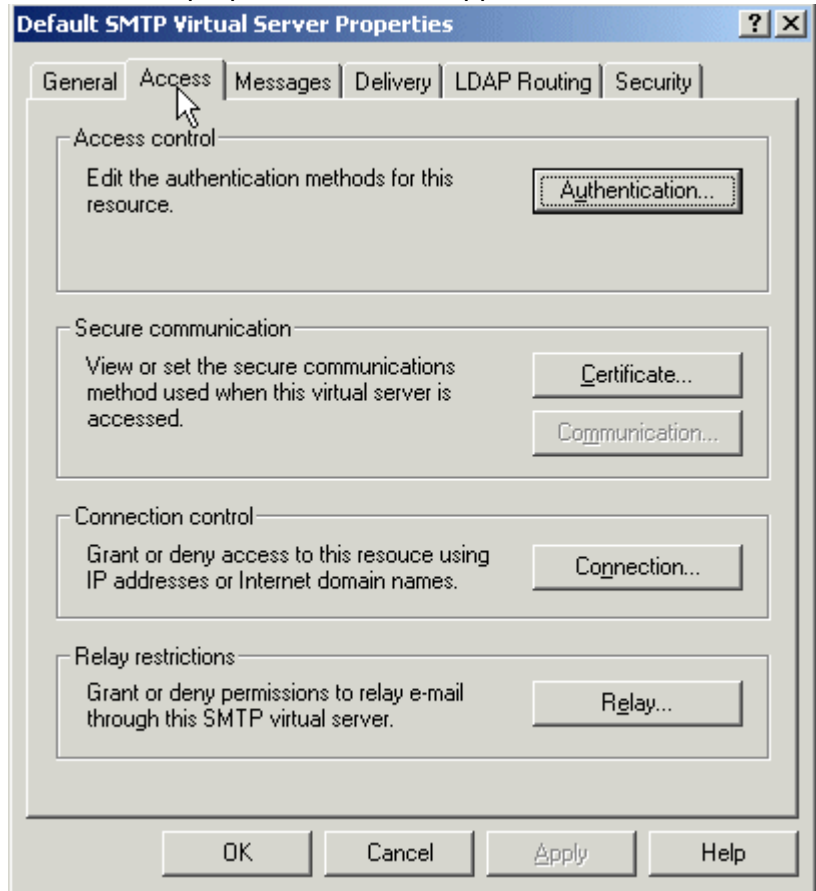 Default SMTP Virtual Server Properties
General Access Messages Delivery LDAP Routing Security
Access control
Edit the authentication methods for this
resource.
Authentication...
Secure communication
View or set the secure communications
method used when this virtual server is
accessed.
Certificate...
Communication...
Connection control
Grant or deny access to this resouce using
IP addresses or Internet domain names.
Connection...
Relay restrictions
Grant or deny permissions to relay e-mail
through this SMTP virtual server.
Relay...
OK Cancel Apply Help